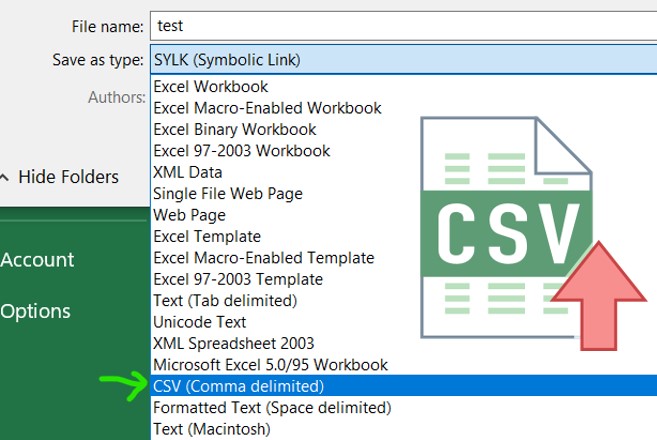 File name: test
Save as type: SYLK (Symbolic Link)
Authors:
Excel Workbook
Excel Macro-Enabled Workbook
Excel Binary Workbook
Excel 97-2003 Workbook
XML Data
Single File Web Page
Web Page
Excel Template
Excel Macro-Enabled Template
Excel 97-2003 Template
Text (Tab delimited)
Unicode Text
XML Spreadsheet 2003
Microsoft Excel 5.0/95 Workbook
CSV (Comma delimited)
Formatted Text (Space delimited)
Text (Macintosh)
Hide Folders
Account
Options
CSV